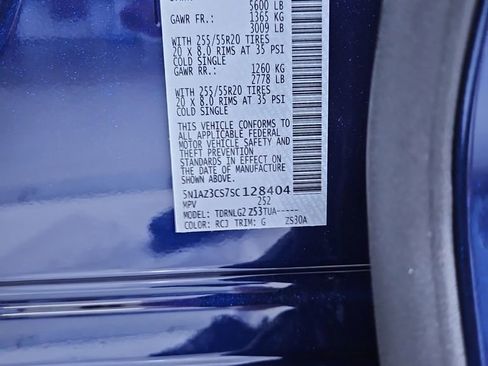 5600 LB
GAWR FR.: 1365 KG
3009 LB
WITH 255/55R20 TIRES
20 X 8.0 RIMS AT 35 PSI
COLD SINGLE
GAWR RR.: 1260 KG
2778 LB
WITH 255/55R20 TIRES
20 X 8.0 RIMS AT 35 PSI
COLD SINGLE
THIS VEHICLE CONFORMS TO
ALL APPLICABLE FEDERAL
MOTOR VEHICLE SAFETY AND
THEFT PREVENTION
STANDARDS IN EFFECT ON
THE DATE OF MANUFACTURE
SHOWN ABOVE.
5N1AZ3CS7SC128404
MPV 252
MODEL: TDRNLG2 Z53TUA-----
COLOR: RCJ TRIM: G ZS30A